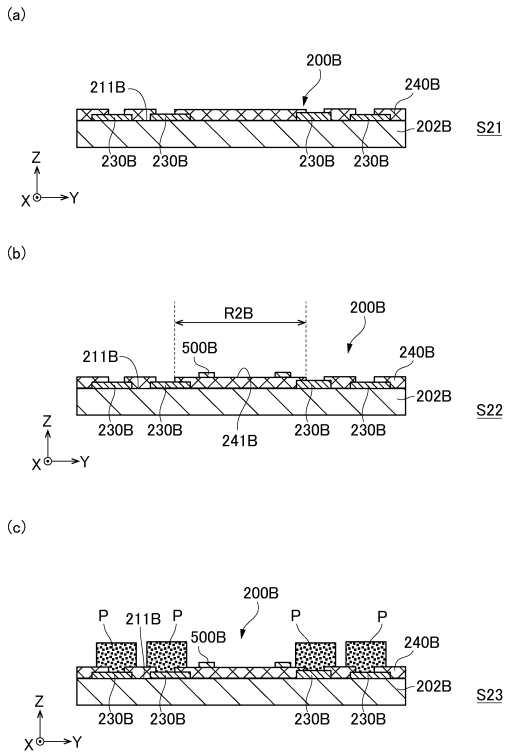 (a)
200B
211B
240B
202B
S21
230B 230B 230B 230B
Z
X Y
(b)
R2B
200B
500B
211B
240B
202B
S22
230B 230B 241B 230B 230B
Z
X Y
(c)
P 211B P 200B P P
500B
240B
202B
S23
230B 230B 230B 230B
Z
X Y